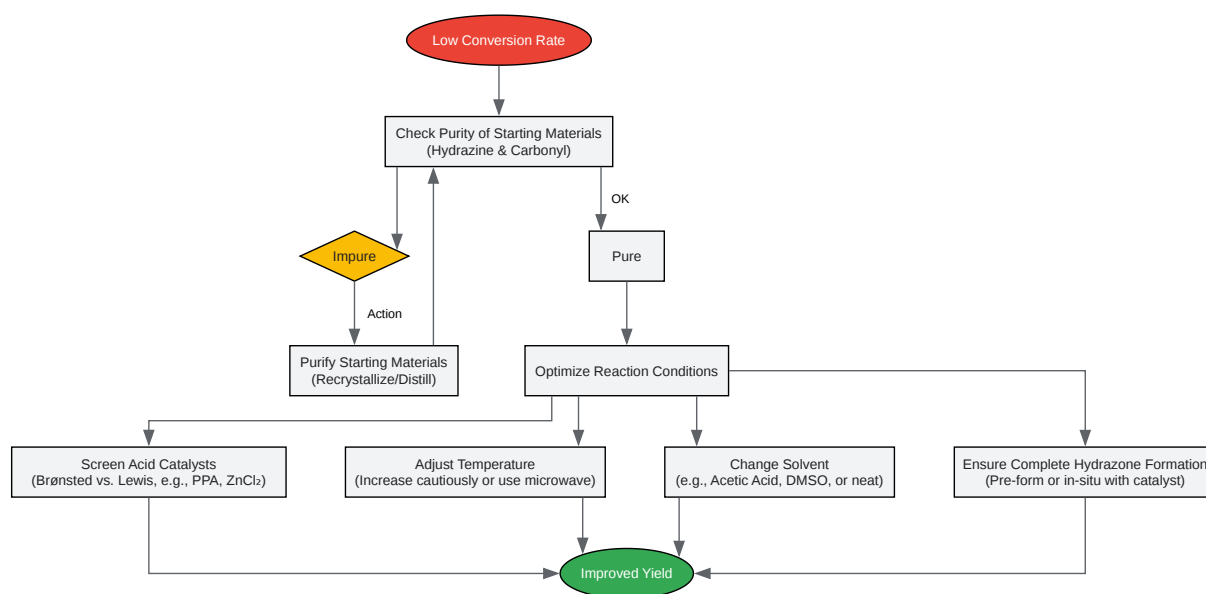 Low Conversion Rate
Check Purity of Starting Materials
(Hydrazine & Carbonyl)
OK
Impure
Pure
Action
Purify Starting Materials
(Recrystallize/Distill)
Optimize Reaction Conditions
Screen Acid Catalysts
(Brønsted vs. Lewis, e.g., PPA, ZnCl₂)
Adjust Temperature
(Increase cautiously or use microwave)
Change Solvent
(e.g., Acetic Acid, DMSO, or neat)
Ensure Complete Hydrazone Formation
(Pre-form or in-situ with catalyst)
Improved Yield